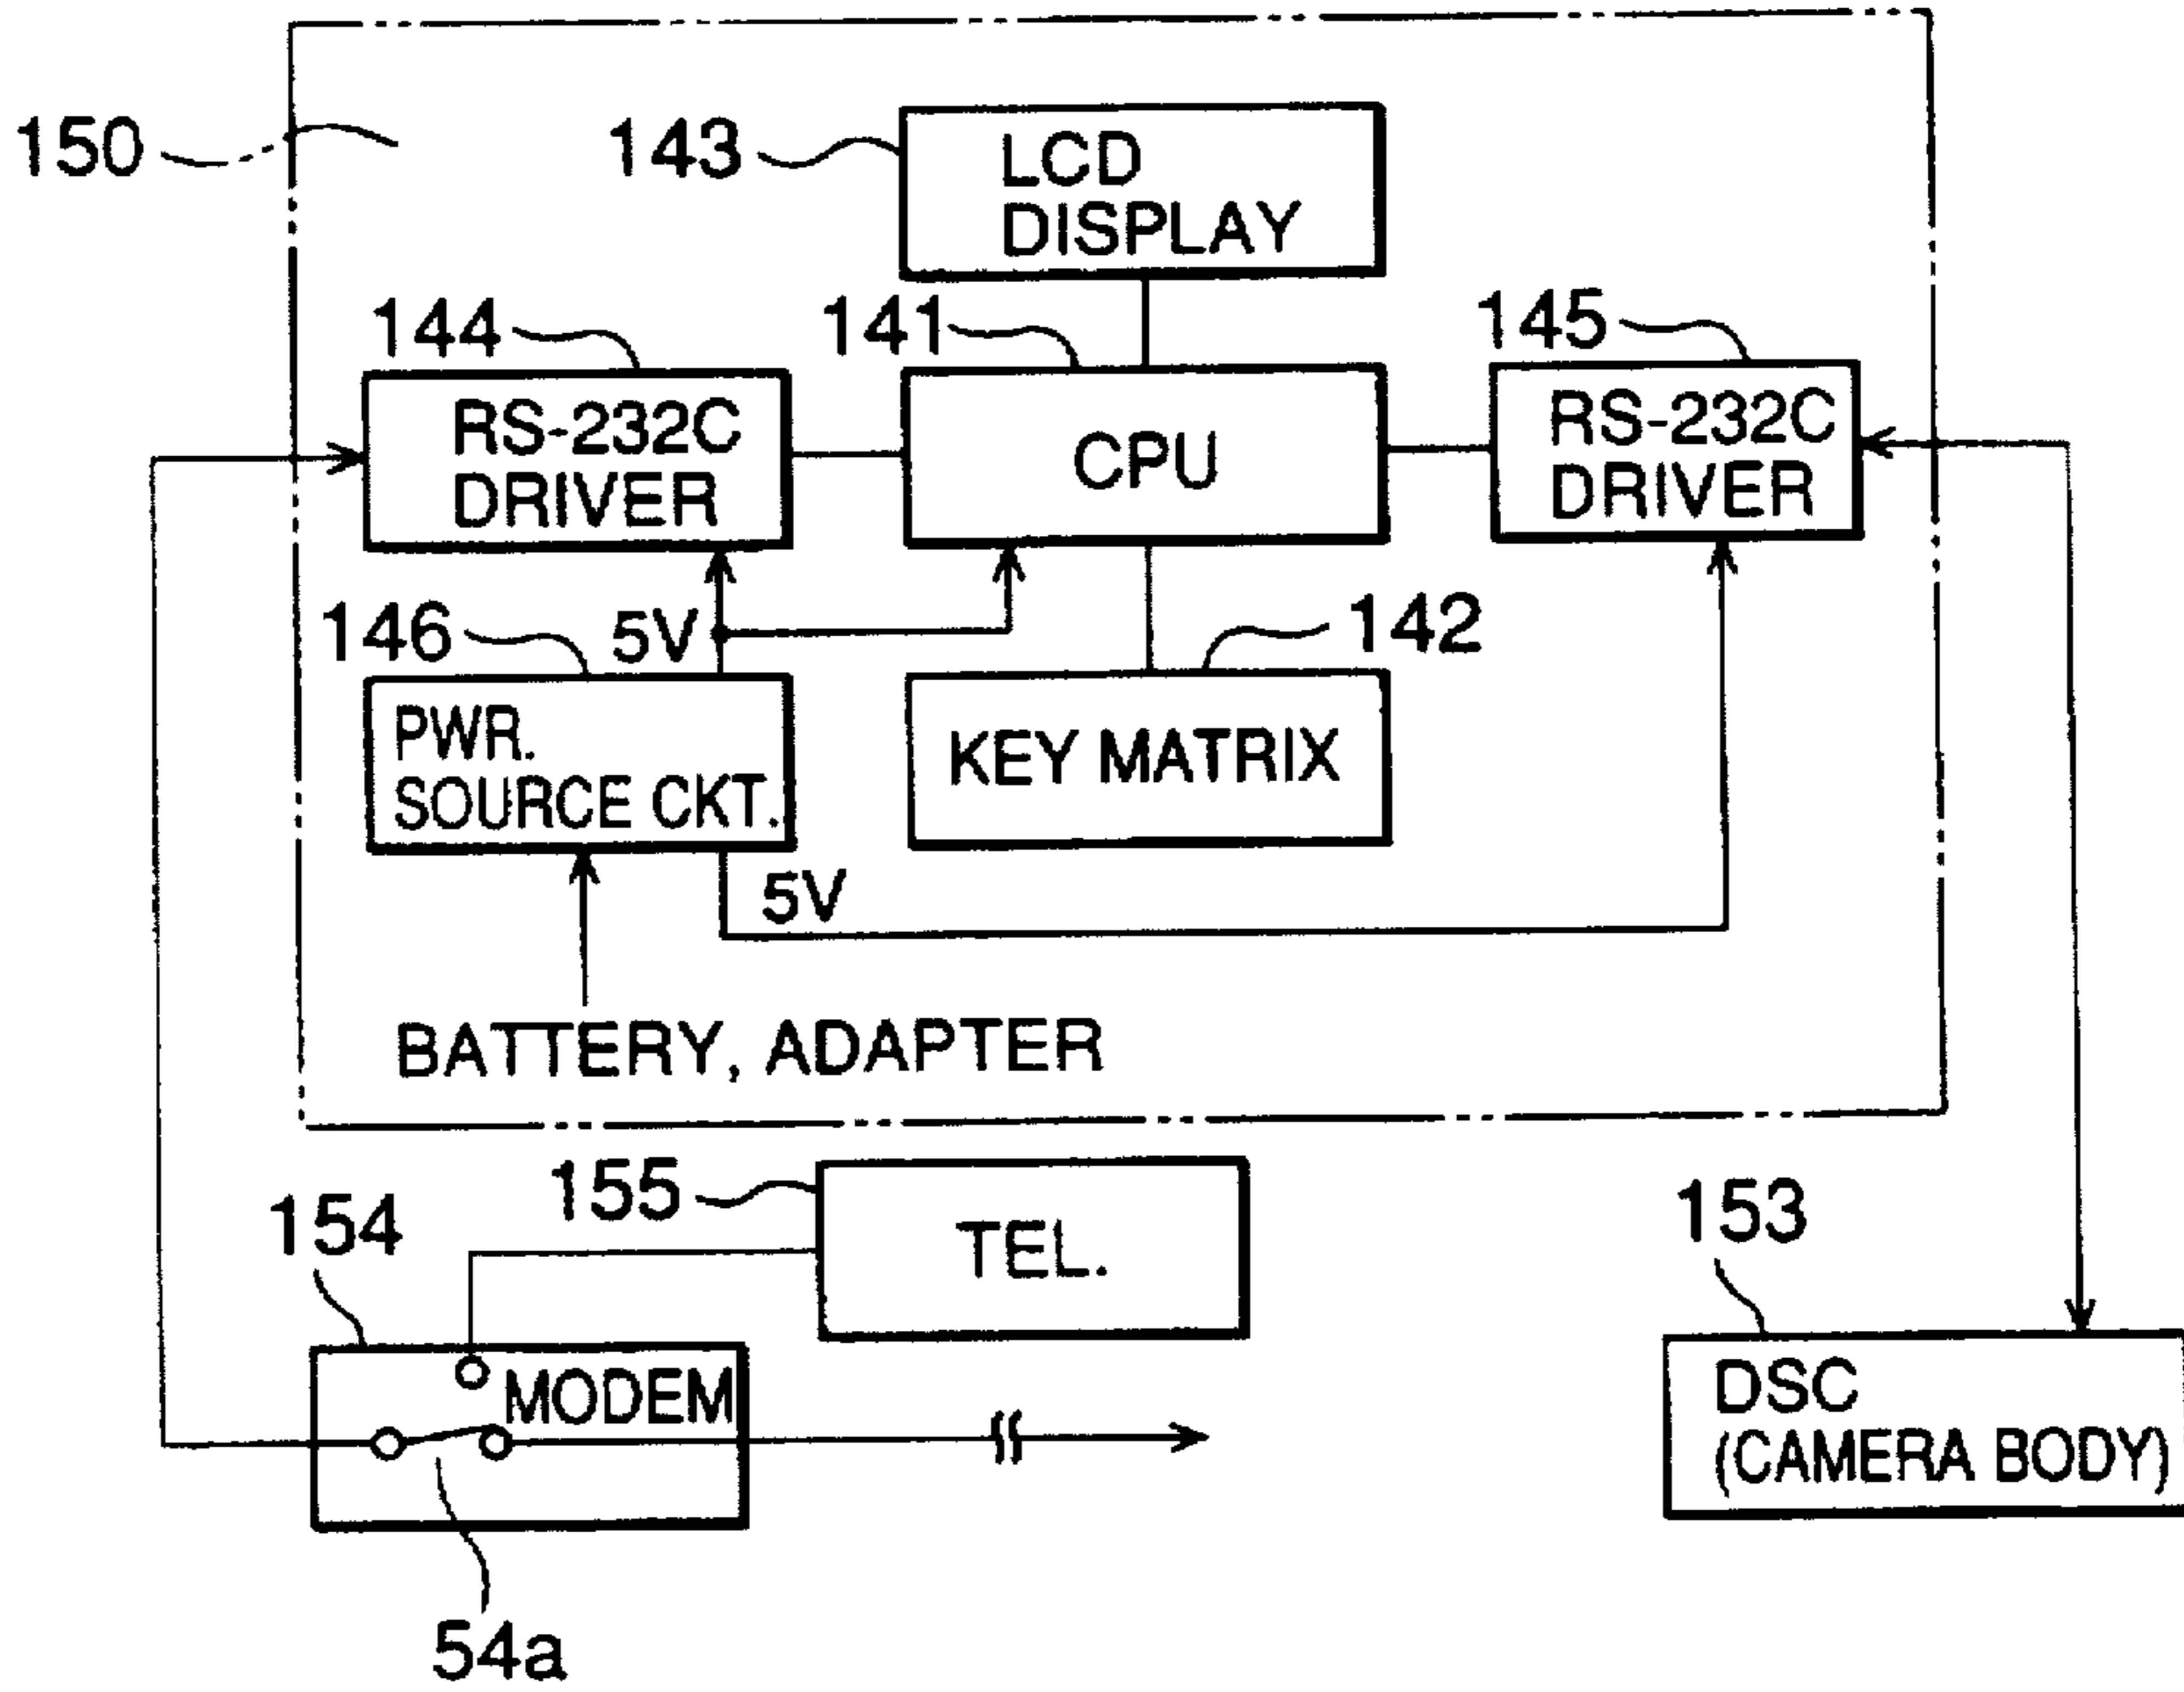 150
143
LCD
DISPLAY
144
141
145
RS-232C
DRIVER
CPU
RS-232C
DRIVER
146
5V
142
PWR.
SOURCE CKT.
KEY MATRIX
5V
BATTERY, ADAPTER
155
154
TEL.
153
MODEM
DSC
(CAMERA BODY)
54a